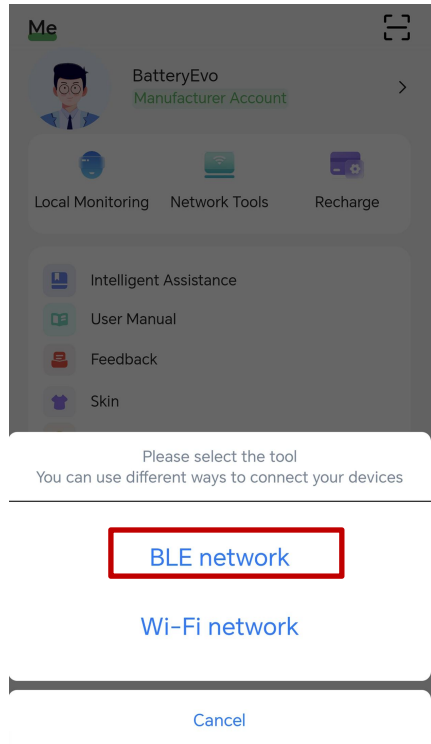 Me
BatteryEvo
Manufacturer Account
Local Monitoring Network Tools Recharge
Intelligent Assistance
User Manual
Feedback
Skin
Please select the tool
You can use different ways to connect your devices
BLE network
Wi-Fi network
Cancel